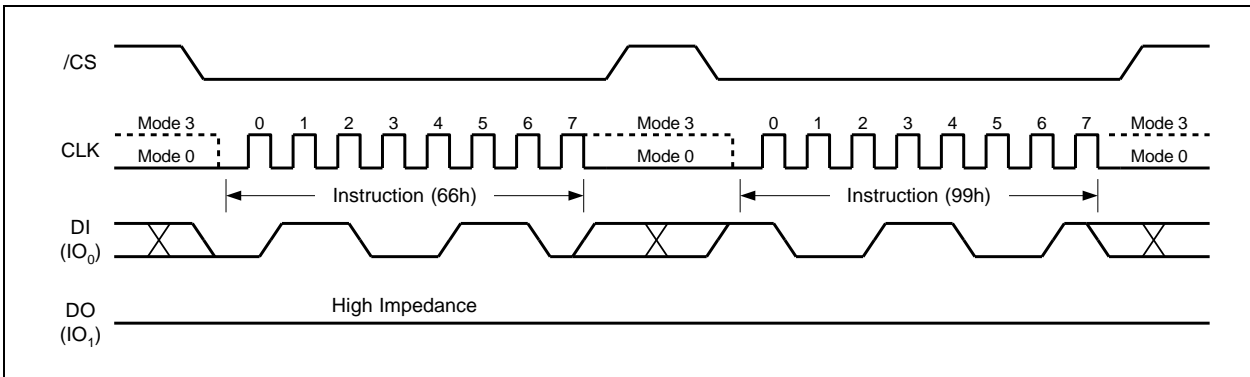 /CS
Mode 3 0 1 2 3 4 5 6 7 Mode 3 0 1 2 3 4 5 6 7 Mode 3
CLK
Mode 0 Mode 0 Mode 0
Instruction (66h) Instruction (99h)
DI
(IO0)
High Impedance
DO
(IO1)